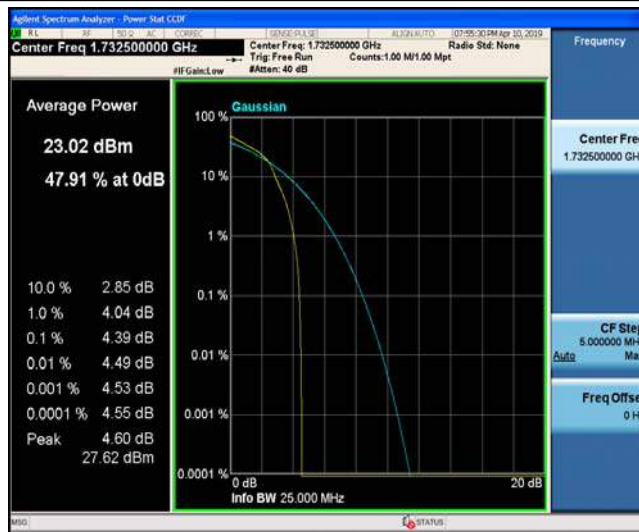 Agilent Spectrum Analyzer - Power Stat CCDF
RL RF 50 Ω AC CORREC SENSE:PULSE ALIGN AUTO 07:55:30 PM Apr 10, 2019
Center Freq 1.732500000 GHz
Center Freq: 1.732500000 GHz Radio Std: None
Trig: Free Run Counts:1.00 M/1.00 Mpt
#IFGain:Low #Atten: 40 dB
Frequency
Average Power
23.02 dBm
47.91 % at 0dB
10.0 % 2.85 dB
1.0 % 4.04 dB
0.1 % 4.39 dB
0.01 % 4.49 dB
0.001 % 4.53 dB
0.0001 % 4.55 dB
Peak 4.60 dB
27.62 dBm
Gaussian
100 %
10 %
1 %
0.1 %
0.01 %
0.001 %
0.0001 %
0 dB 20 dB
Info BW 25.000 MHz
Center Fre
1.732500000 GH
CF Ste
5.000000 MH
Auto Ma
Freq Offse
0 H
MSG STATUS